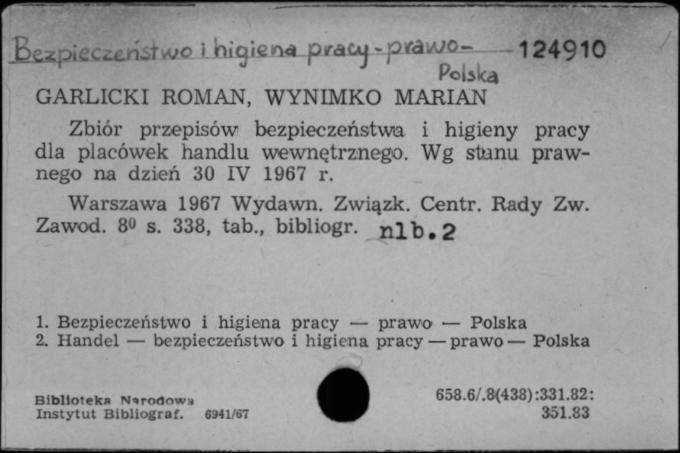 Bezpieczeństwo i higiena pracy - prawo - 124910
Polska
GARLICKI ROMAN, WYNIMKO MARIAN
Zbiór przepisów bezpieczeństwa i higieny pracy
dla placówek handlu wewnętrznego. Wg stanu praw-
nego na dzień 30 IV 1967 r.
Warszawa 1967 Wydawn. Związk. Centr. Rady Zw.
Zawod. 8⁰ s. 338, tab., bibliogr. nlb.2
1. Bezpieczeństwo i higiena pracy — prawo — Polska
2. Handel — bezpieczeństwo i higiena pracy — prawo — Polska
Biblioteka Narodowa
Instytut Bibliograf. 6941/67
658.6/.8(438):331.82:
351.83